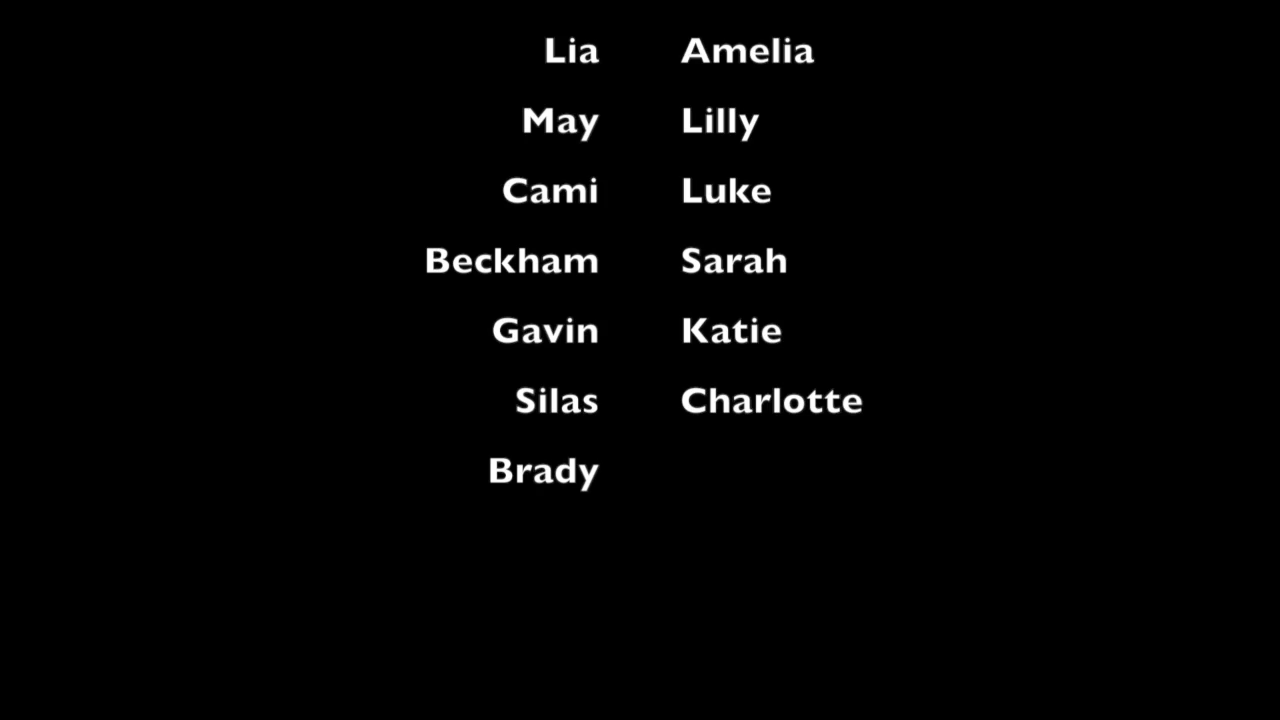 Lia Amelia
May Lilly
Cami Luke
Beckham Sarah
Gavin Katie
Silas Charlotte
Brady